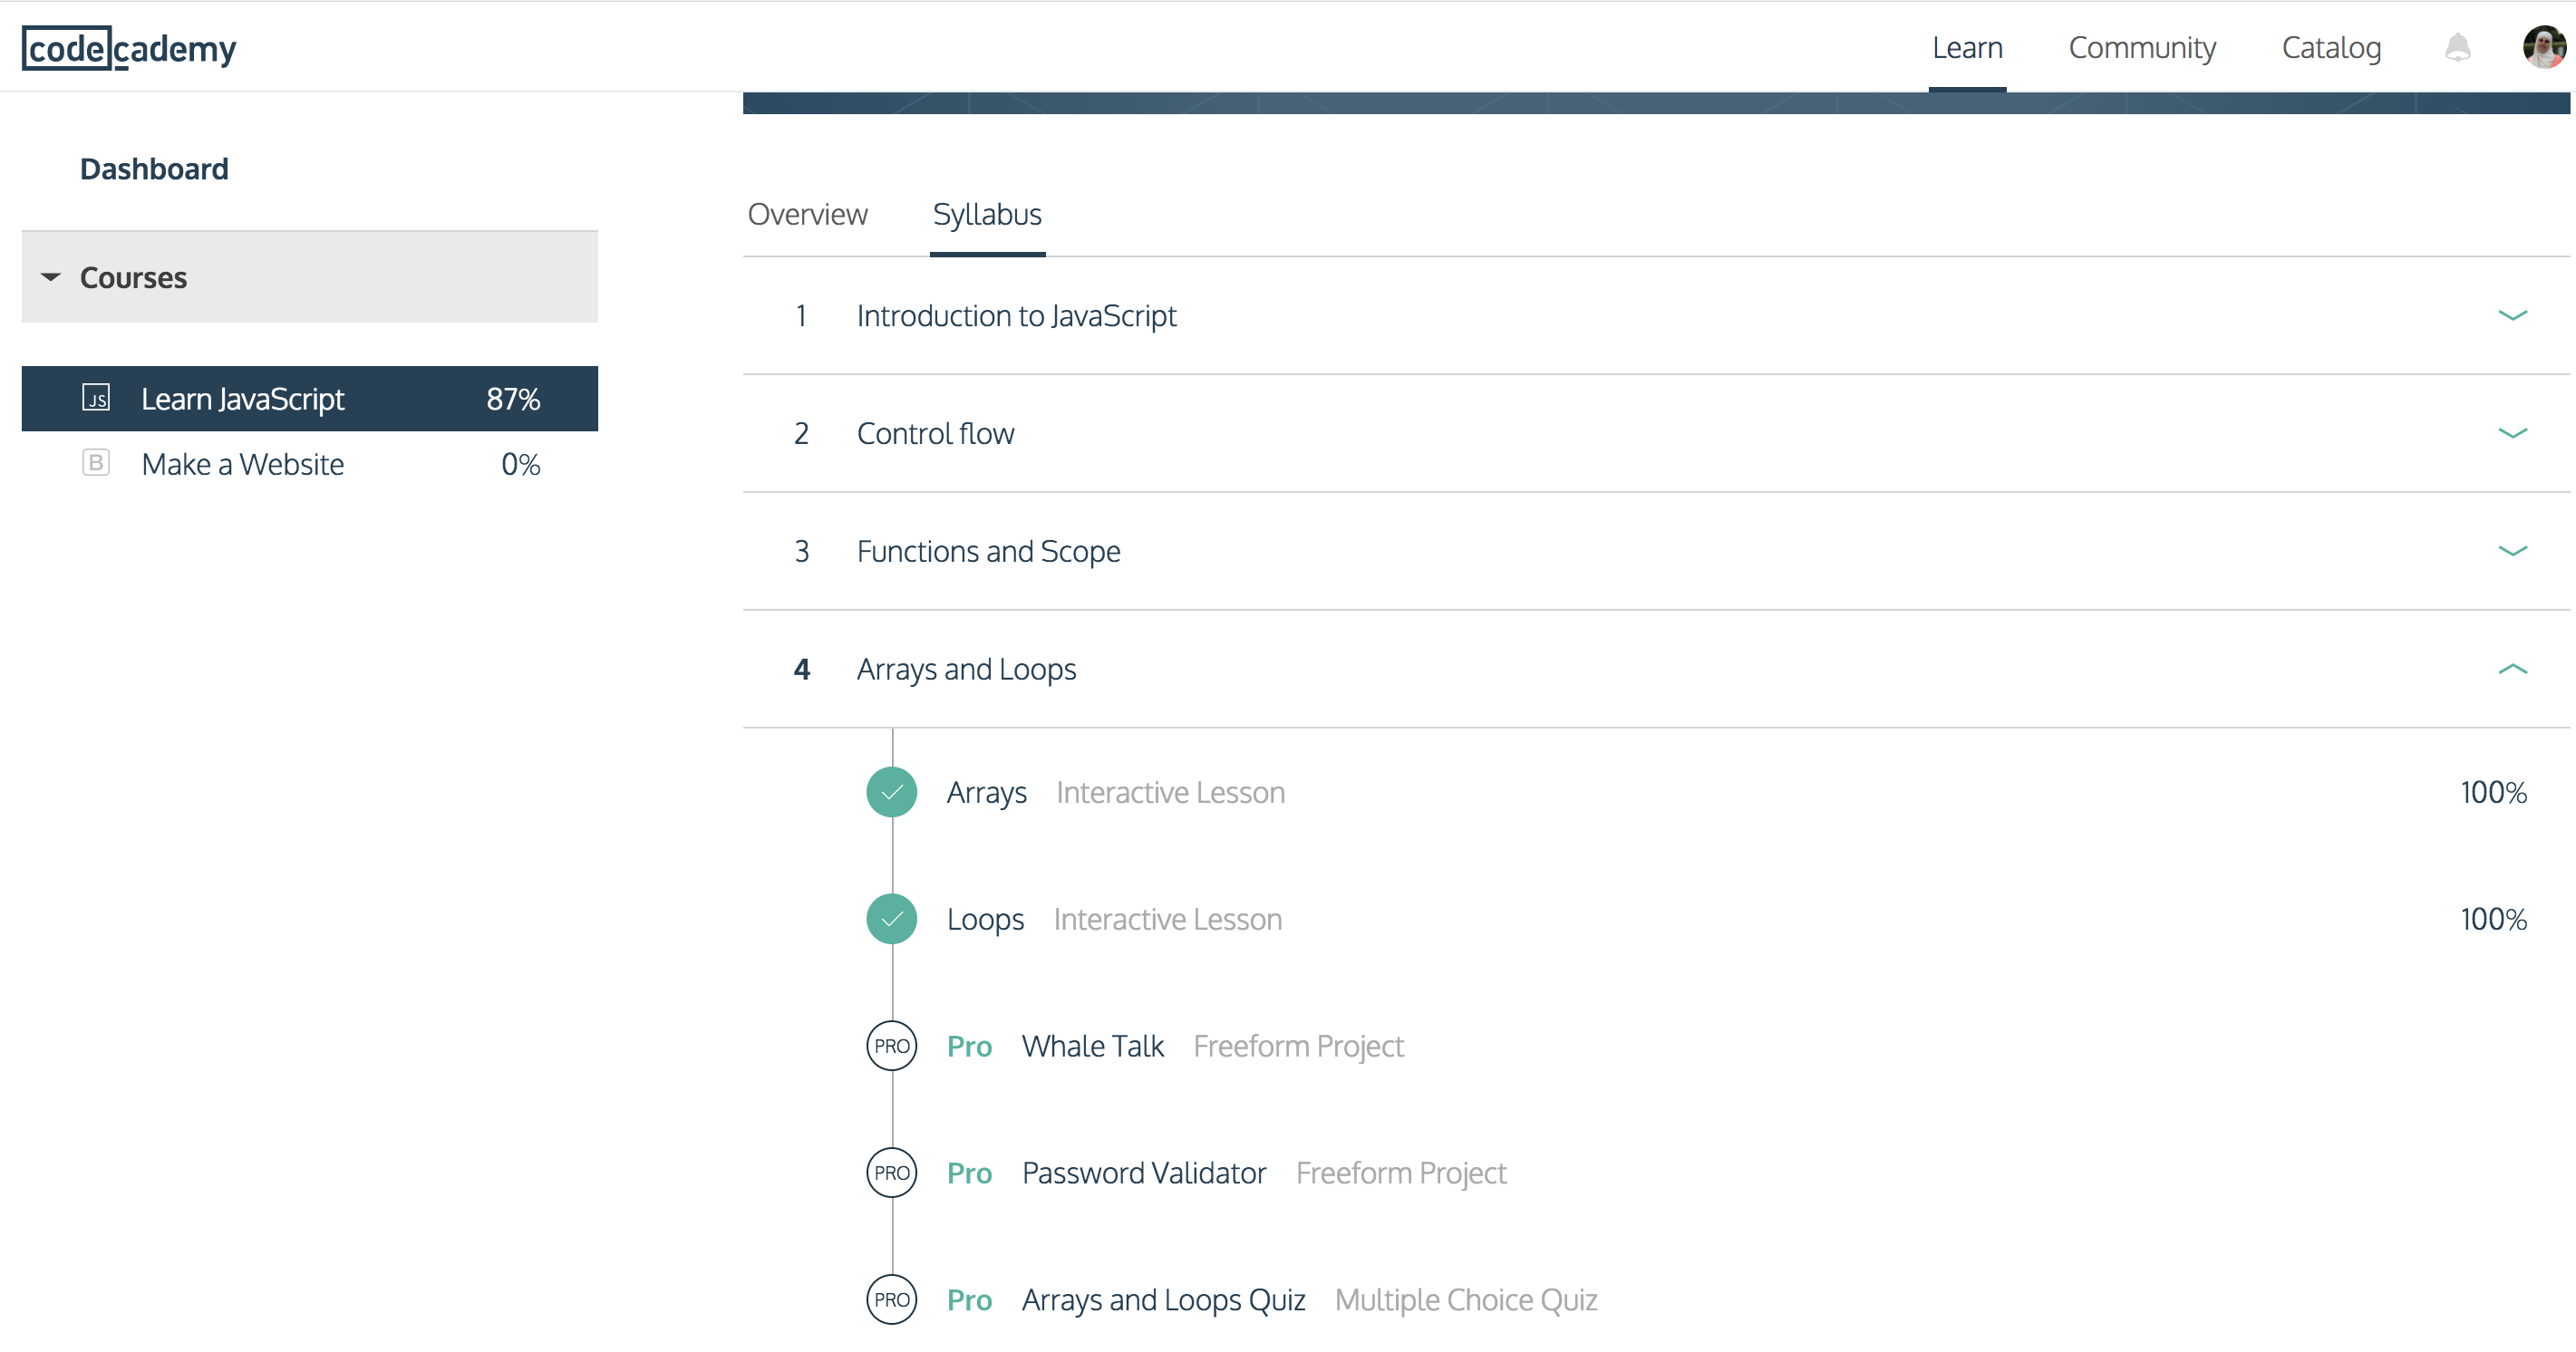 codecademy
Learn Community Catalog
Dashboard
Courses
JS Learn JavaScript 87%
B Make a Website 0%
Overview Syllabus
1 Introduction to JavaScript
2 Control flow
3 Functions and Scope
4 Arrays and Loops
Arrays Interactive Lesson 100%
Loops Interactive Lesson 100%
PRO Pro Whale Talk Freeform Project
PRO Pro Password Validator Freeform Project
PRO Pro Arrays and Loops Quiz Multiple Choice Quiz